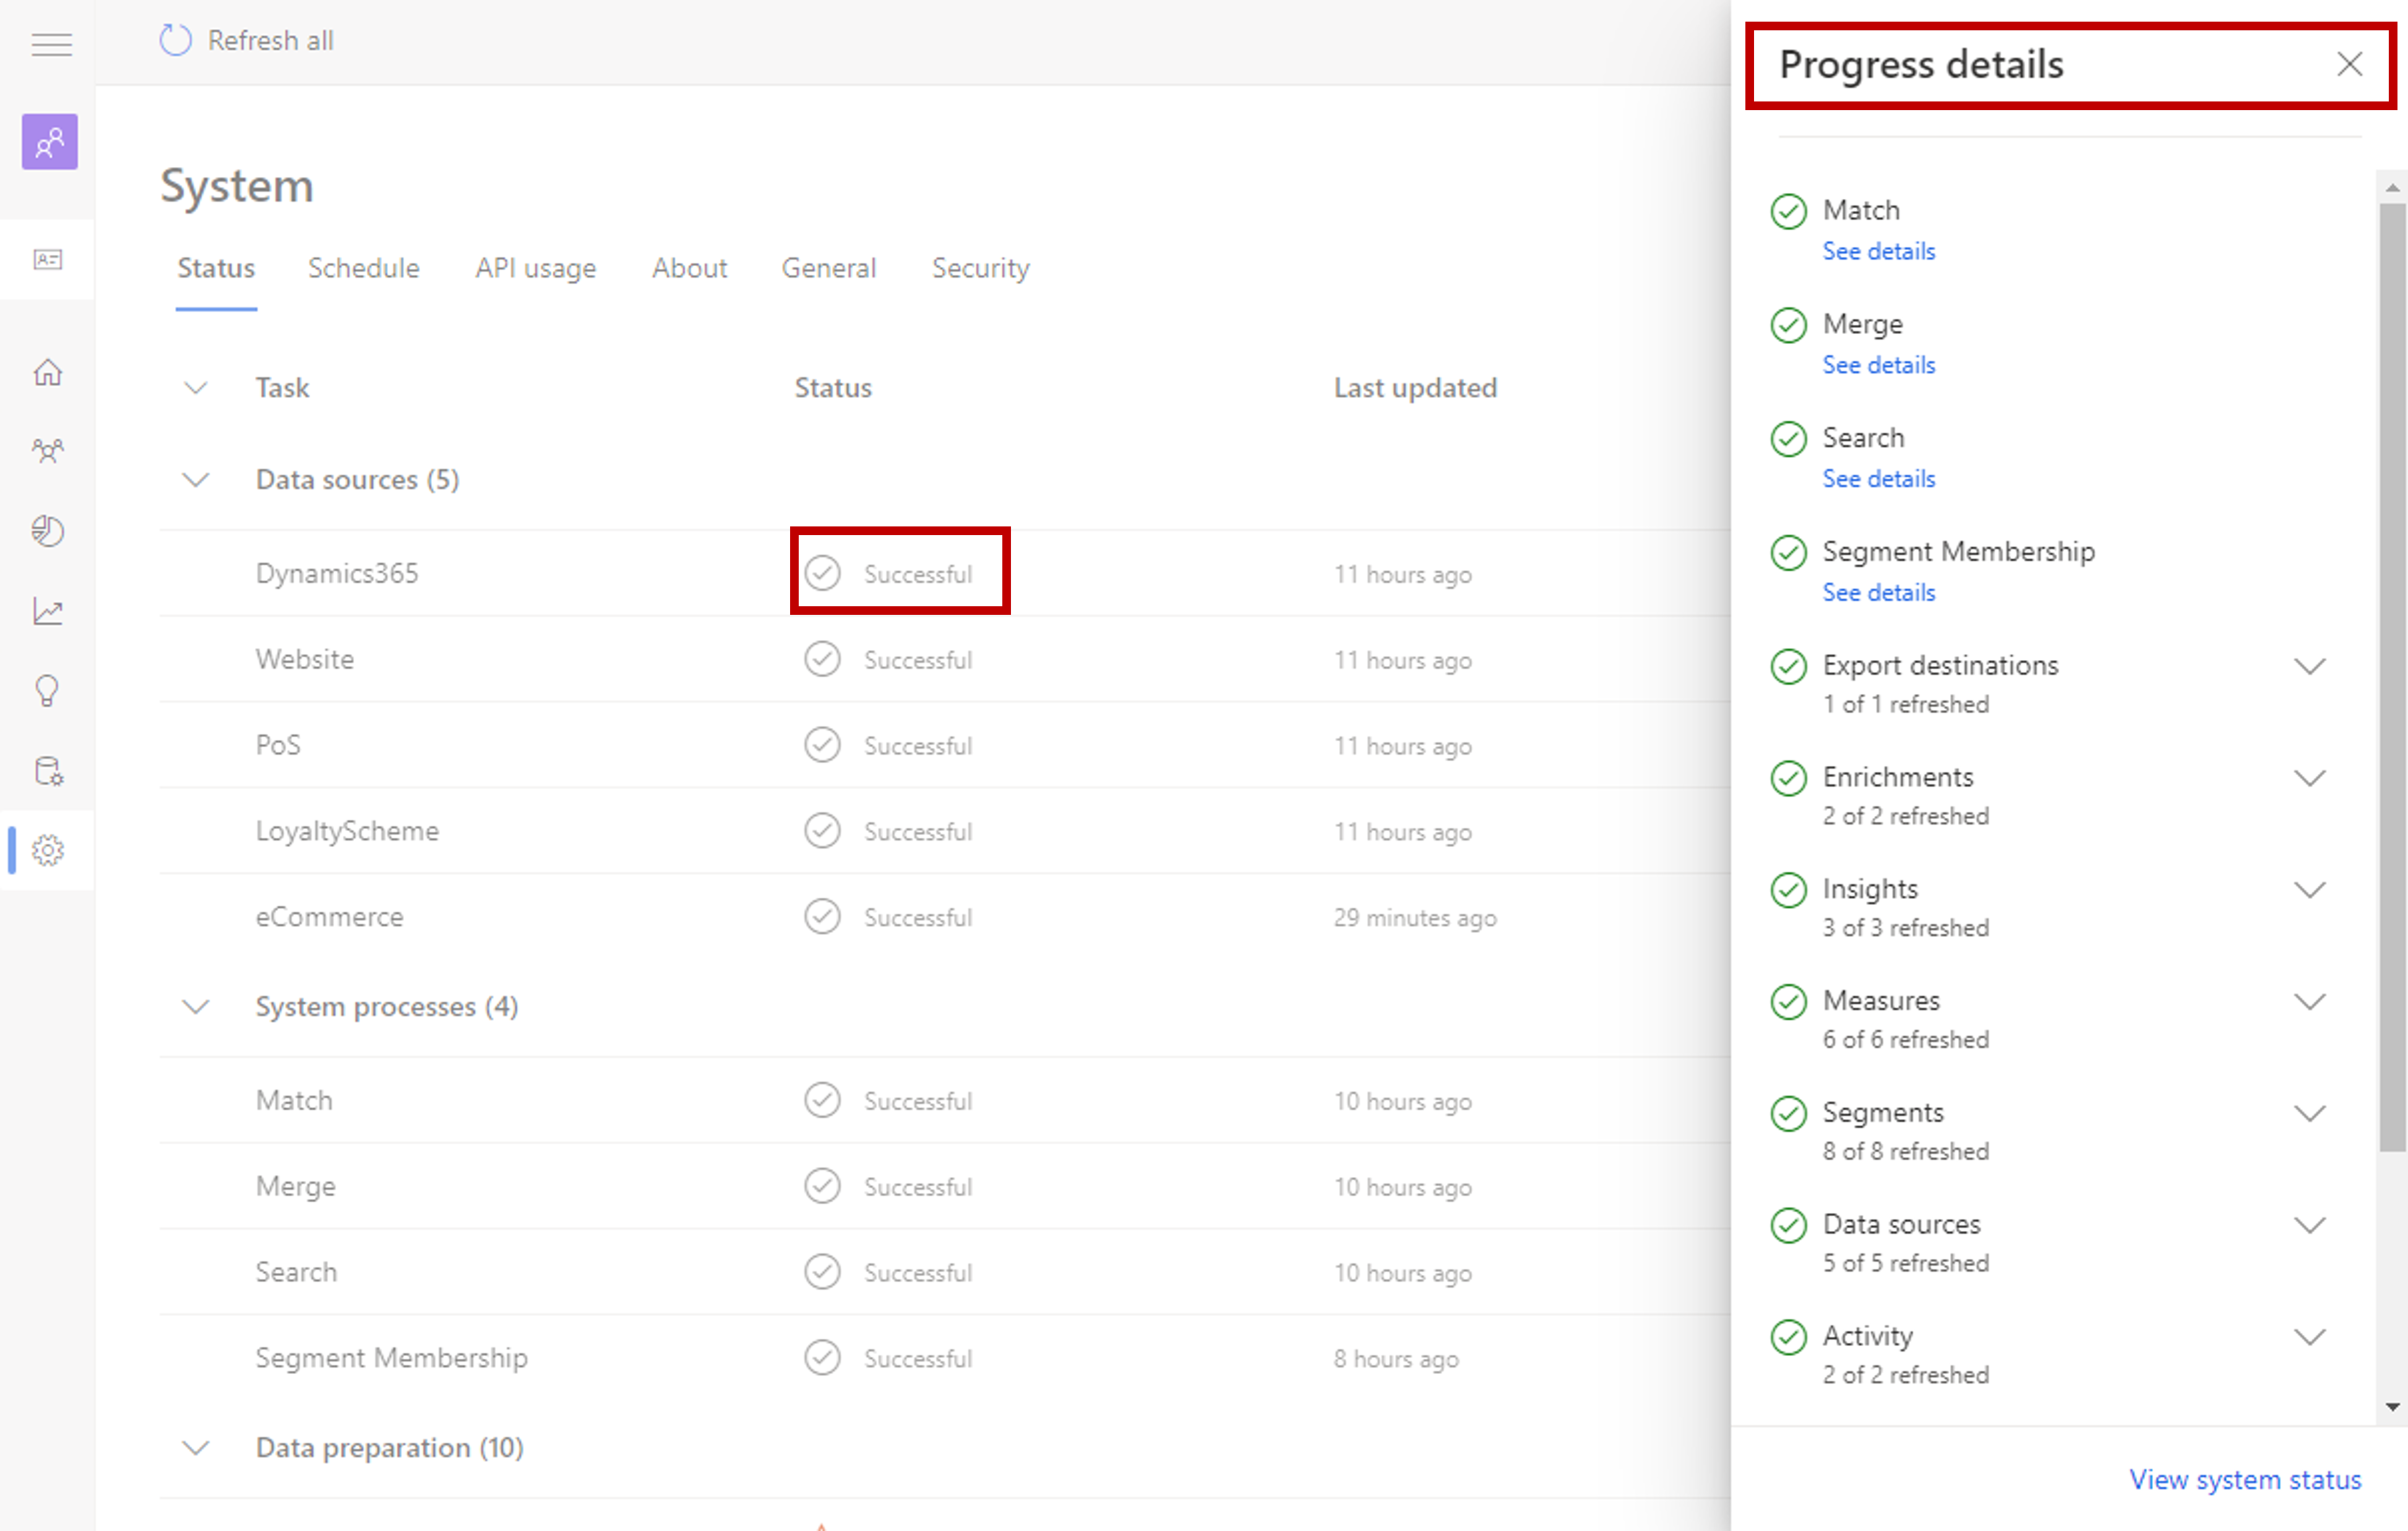 Refresh all
System
Status Schedule API usage About General Security
Task Status Last updated
Data sources (5)
Dynamics365 Successful 11 hours ago
Website Successful 11 hours ago
PoS Successful 11 hours ago
LoyaltyScheme Successful 11 hours ago
eCommerce Successful 29 minutes ago
System processes (4)
Match Successful 10 hours ago
Merge Successful 10 hours ago
Search Successful 10 hours ago
Segment Membership Successful 8 hours ago
Data preparation (10)
Progress details
Match
See details
Merge
See details
Search
See details
Segment Membership
See details
Export destinations
1 of 1 refreshed
Enrichments
2 of 2 refreshed
Insights
3 of 3 refreshed
Measures
6 of 6 refreshed
Segments
8 of 8 refreshed
Data sources
5 of 5 refreshed
Activity
2 of 2 refreshed
View system status